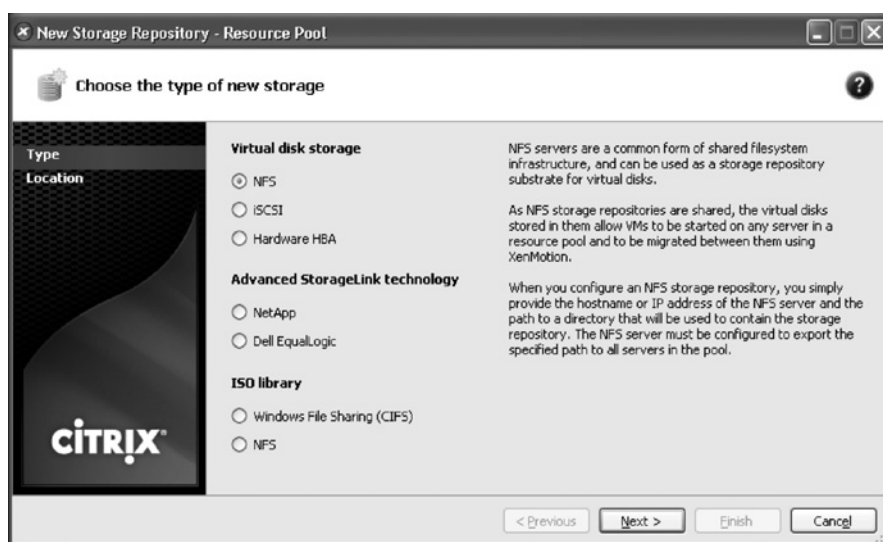 New Storage Repository - Resource Pool
Choose the type of new storage
?
Type
Location
CİTRIX
Virtual disk storage
NFS
iSCSI
Hardware HBA
Advanced StorageLink technology
NetApp
Dell EqualLogic
ISO library
Windows File Sharing (CIFS)
NFS
NFS servers are a common form of shared filesystem
infrastructure, and can be used as a storage repository
substrate for virtual disks.
As NFS storage repositories are shared, the virtual disks
stored in them allow VMs to be started on any server in a
resource pool and to be migrated between them using
XenMotion.
When you configure an NFS storage repository, you simply
provide the hostname or IP address of the NFS server and the
path to a directory that will be used to contain the storage
repository. The NFS server must be configured to export the
specified path to all servers in the pool.
< Previous
Next >
Finish
Cancel